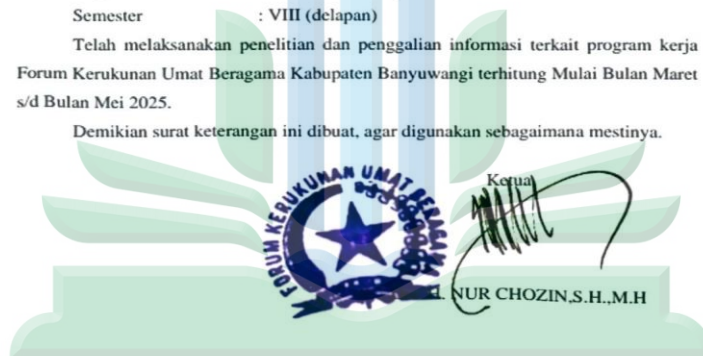 Semester : VIII (delapan)
Telah melaksanakan penelitian dan penggalian informasi terkait program kerja
Forum Kerukunan Umat Beragama Kabupaten Banyuwangi terhitung Mulai Bulan Maret
s/d Bulan Mei 2025.
Demikian surat keterangan ini dibuat, agar digunakan sebagaimana mestinya.
FORUM KERUKUNAN UMAT BERAGAMA
Ketua
NUR CHOZIN,S.H.,M.H